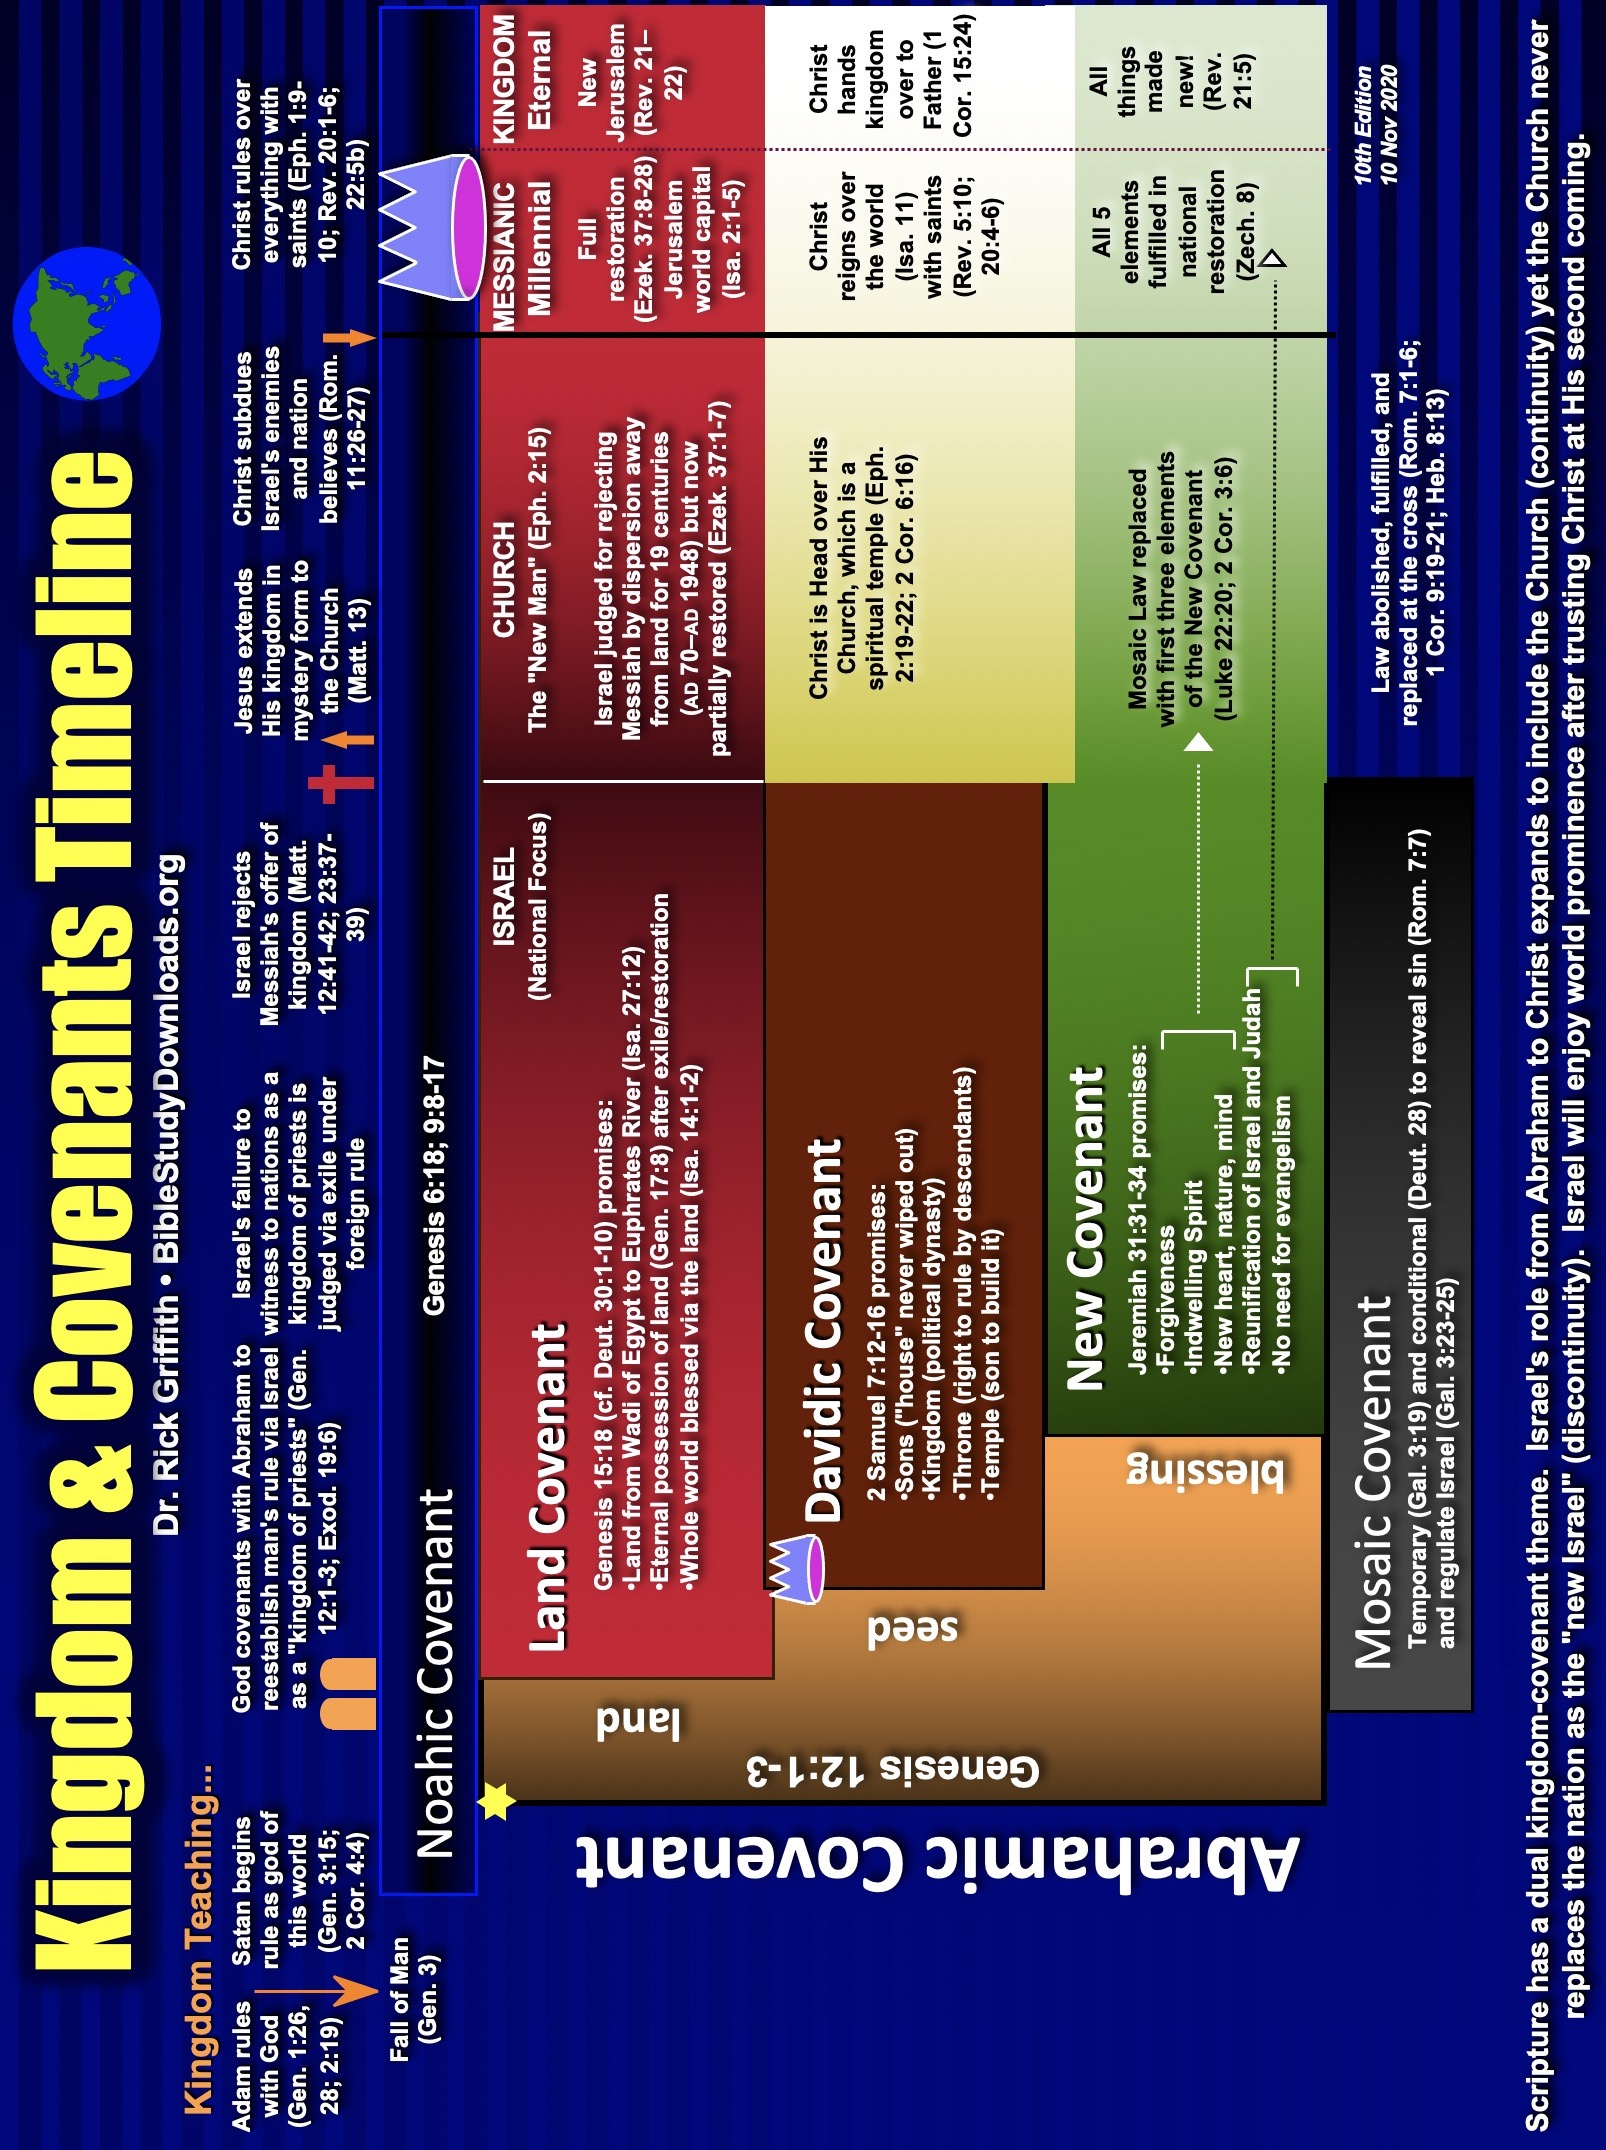 Kingdom & Covenants Timeline
Dr. Rick Griffith • BibleStudyDownloads.org
Kingdom Teaching...
Adam rules
with God
(Gen. 1:26,
28; 2:19)
Satan begins
rule as god of
this world
(Gen. 3:15;
2 Cor. 4:4)
God covenants with Abraham to
reestablish man's rule via Israel
as a "kingdom of priests" (Gen.
12:1-3; Exod. 19:6)
Israel's failure to
witness to nations as a
kingdom of priests is
judged via exile under
foreign rule
Israel rejects
Messiah's offer of
kingdom (Matt.
12:41-42; 23:37-
39)
Jesus extends
His kingdom in
mystery form to
the Church
(Matt. 13)
Christ subdues
Israel's enemies
and nation
believes (Rom.
11:26-27)
Christ rules over
everything with
saints (Eph. 1:9-
10; Rev. 20:1-6;
22:5b)
Fall of Man
(Gen. 3)
Noahic Covenant
Genesis 6:18; 9:8-17
Abrahamic Covenant
Genesis 12:1-3
land
seed
blessing
Land Covenant
Genesis 15:18 (cf. Deut. 30:1-10) promises:
•Land from Wadi of Egypt to Euphrates River (Isa. 27:12)
•Eternal possession of land (Gen. 17:8) after exile/restoration
•Whole world blessed via the land (Isa. 14:1-2)
ISRAEL
(National Focus)
CHURCH
The "New Man" (Eph. 2:15)
Israel judged for rejecting
Messiah by dispersion away
from land for 19 centuries
(AD 70–AD 1948) but now
partially restored (Ezek. 37:1-7)
MESSIANIC
Millennial
Full
restoration
(Ezek. 37:8-28)
Jerusalem
world capital
(Isa. 2:1-5)
KINGDOM
Eternal
New
Jerusalem
(Rev. 21–
22)
Davidic Covenant
2 Samuel 7:12-16 promises:
•Sons ("house" never wiped out)
•Kingdom (political dynasty)
•Throne (right to rule by descendants)
•Temple (son to build it)
Christ is Head over His
Church, which is a
spiritual temple (Eph.
2:19-22; 2 Cor. 6:16)
Christ
reigns over
the world
(Isa. 11)
with saints
(Rev. 5:10;
20:4-6)
Christ
hands
kingdom
over to
Father (1
Cor. 15:24)
New Covenant
Jeremiah 31:31-34 promises:
•Forgiveness
•Indwelling Spirit
•New heart, nature, mind
•Reunification of Israel and Judah
•No need for evangelism
Mosaic Law replaced
with first three elements
of the New Covenant
(Luke 22:20; 2 Cor. 3:6)
All 5
elements
fulfilled in
national
restoration
(Zech. 8)
All
things
made
new!
(Rev.
21:5)
Mosaic Covenant
Temporary (Gal. 3:19) and conditional (Deut. 28) to reveal sin (Rom. 7:7)
and regulate Israel (Gal. 3:23-25)
Law abolished, fulfilled, and
replaced at the cross (Rom. 7:1-6;
1 Cor. 9:19-21; Heb. 8:13)
10th Edition
10 Nov 2020
Scripture has a dual kingdom-covenant theme. Israel's role from Abraham to Christ expands to include the Church (continuity) yet the Church never
replaces the nation as the "new Israel" (discontinuity). Israel will enjoy world prominence after trusting Christ at His second coming.